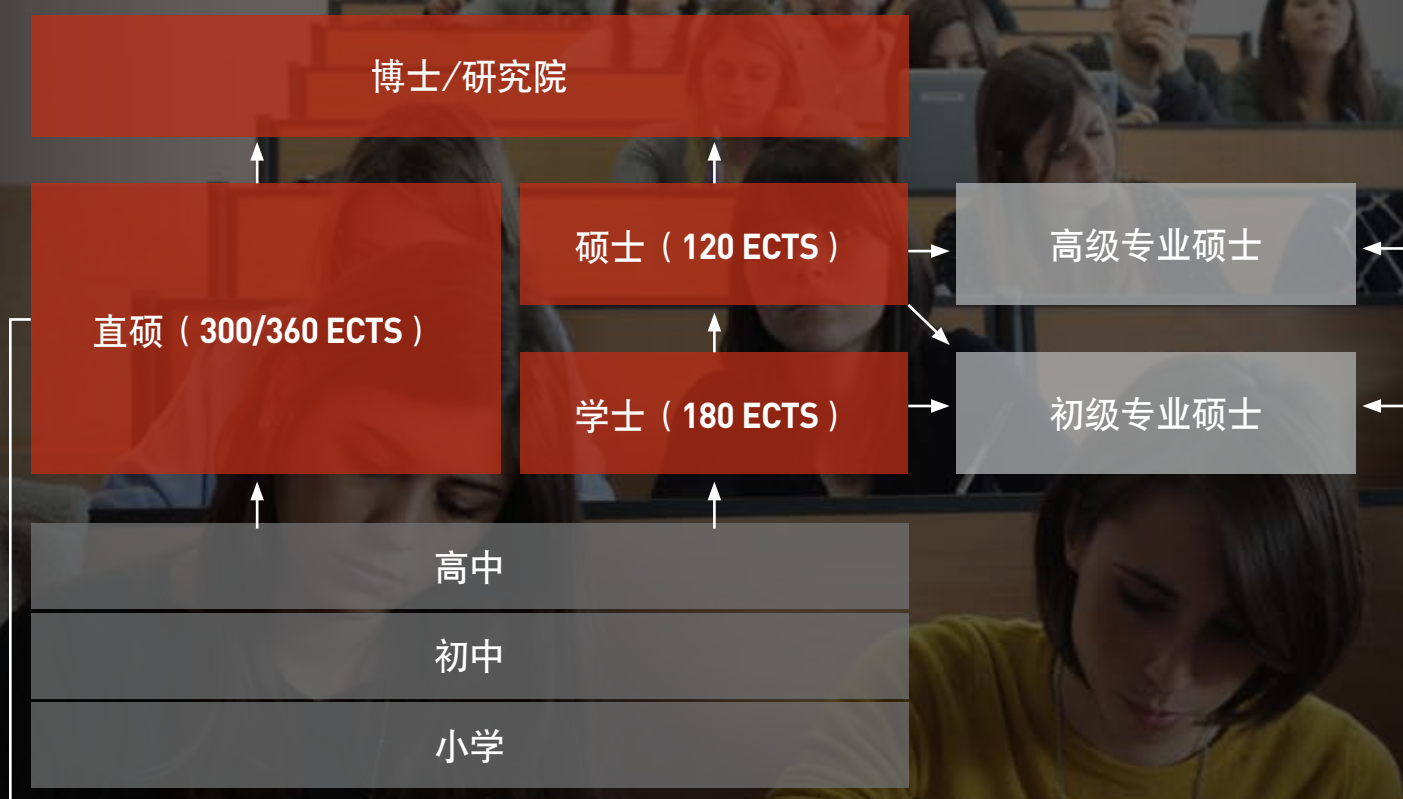 博士/研究院
硕士（120 ECTS）
高级专业硕士
直硕（300/360 ECTS）
学士（180 ECTS）
初级专业硕士
高中
初中
小学